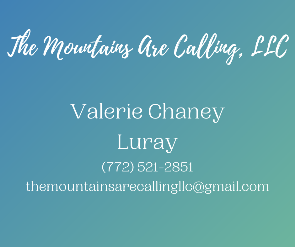 The Mountains Are Calling, LLC
Valerie Chaney
Luray
(772) 521-2851
themountainsarecallingllc@gmail.com